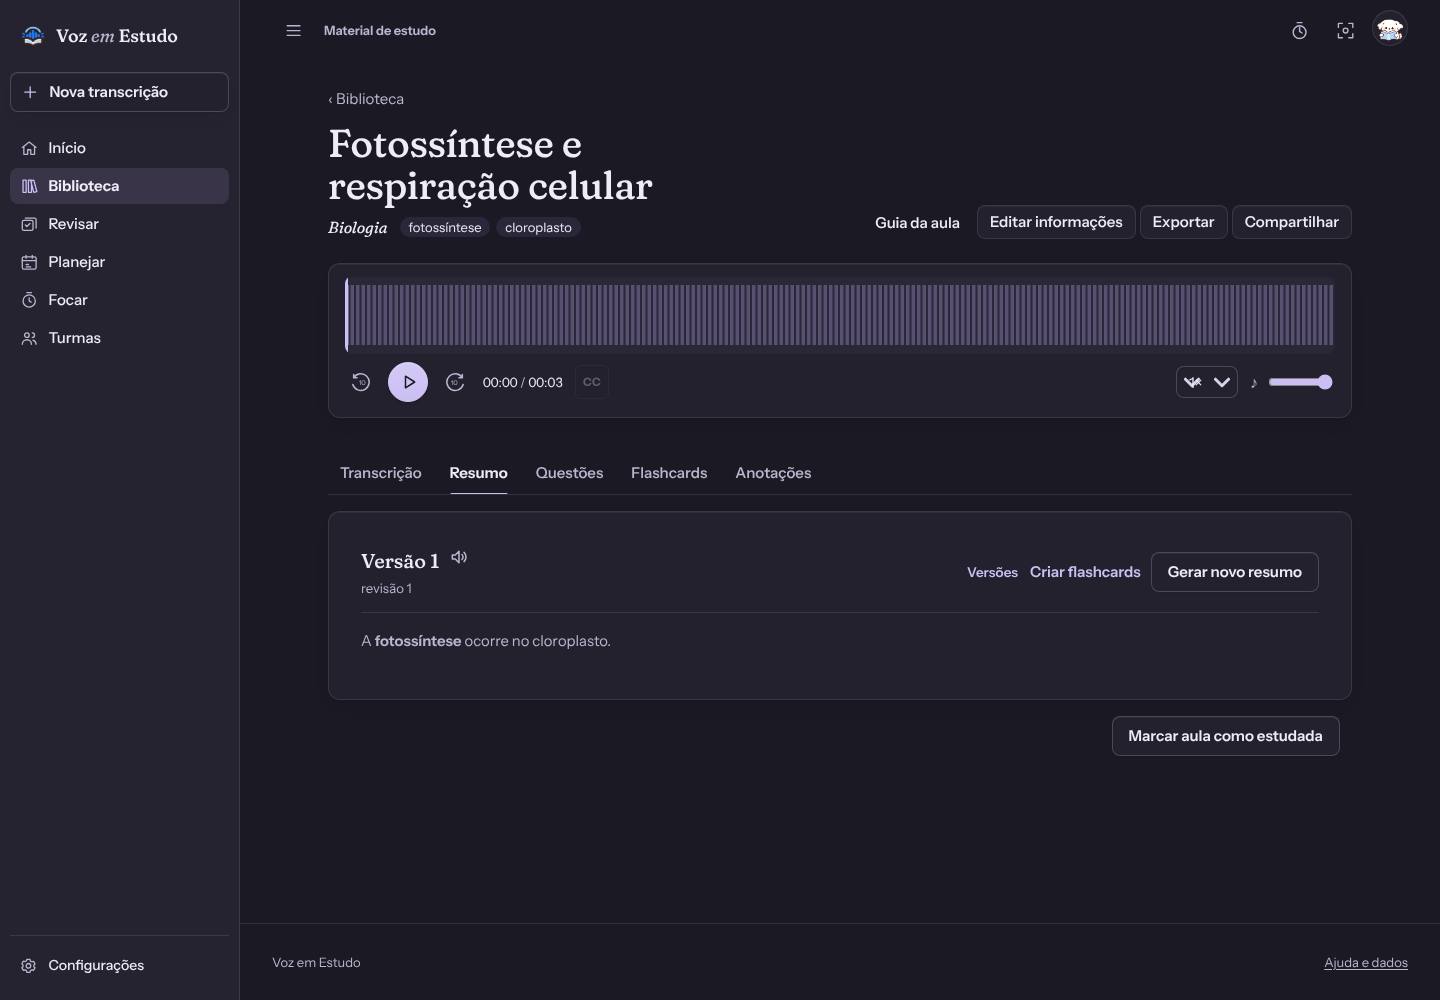 Voz em Estudo
Material de estudo
Nova transcrição
Início
Biblioteca
Revisar
Planejar
Focar
Turmas
Configurações
‹ Biblioteca
Fotossíntese e
respiração celular
Biologia fotossíntese cloroplasto
Guia da aula Editar informações Exportar Compartilhar
10 10 00:00 / 00:03 CC
Transcrição Resumo Questões Flashcards Anotações
Versão 1
revisão 1
Versões Criar flashcards Gerar novo resumo
A fotossíntese ocorre no cloroplasto.
Marcar aula como estudada
Voz em Estudo Ajuda e dados